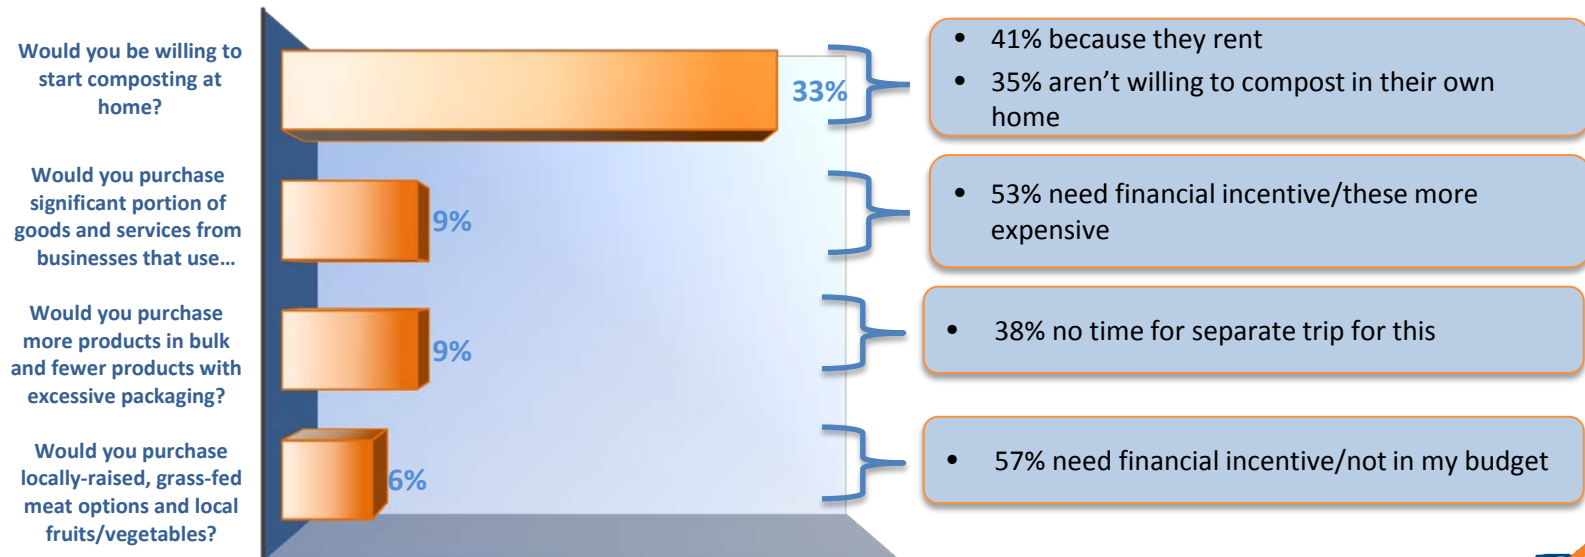 Would you be willing to
start composting at
home?
33%
• 41% because they rent
• 35% aren't willing to compost in their own
home
Would you purchase
significant portion of
goods and services from
businesses that use…
9%
• 53% need financial incentive/these more
expensive
Would you purchase
more products in bulk
and fewer products with
excessive packaging?
9%
• 38% no time for separate trip for this
Would you purchase
locally-raised, grass-fed
meat options and local
fruits/vegetables?
6%
• 57% need financial incentive/not in my budget